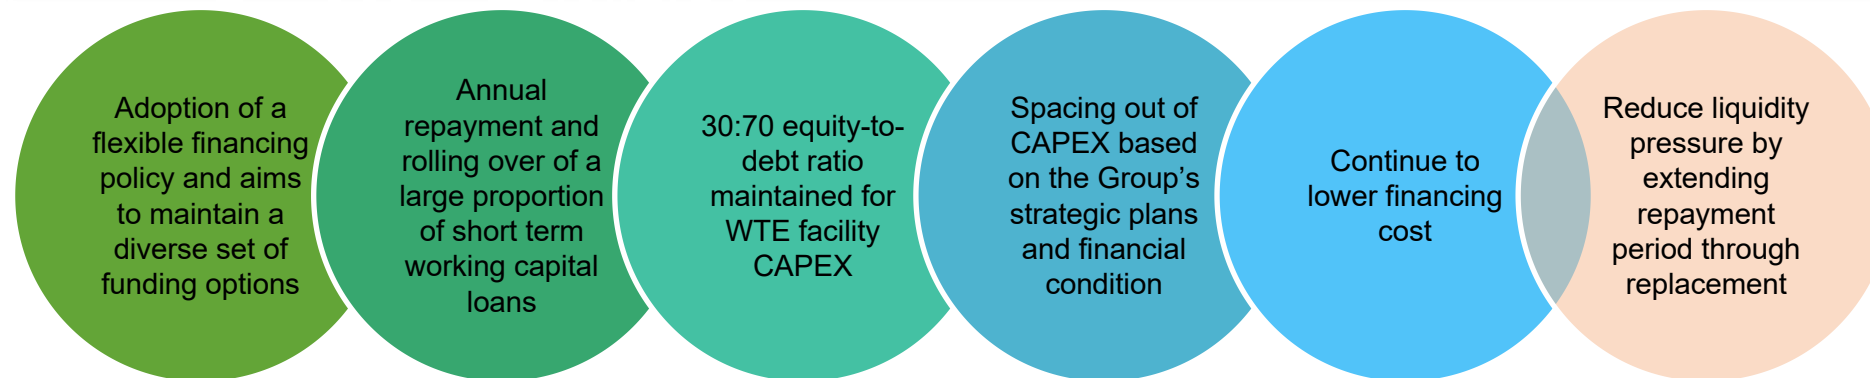 Adoption of a
flexible financing
policy and aims
to maintain a
diverse set of
funding options
Annual
repayment and
rolling over of a
large proportion
of short term
working capital
loans
30:70 equity-to-
debt ratio
maintained for
WTE facility
CAPEX
Spacing out of
CAPEX based
on the Group’s
strategic plans
and financial
condition
Continue to
lower financing
cost
Reduce liquidity
pressure by
extending
repayment
period through
replacement